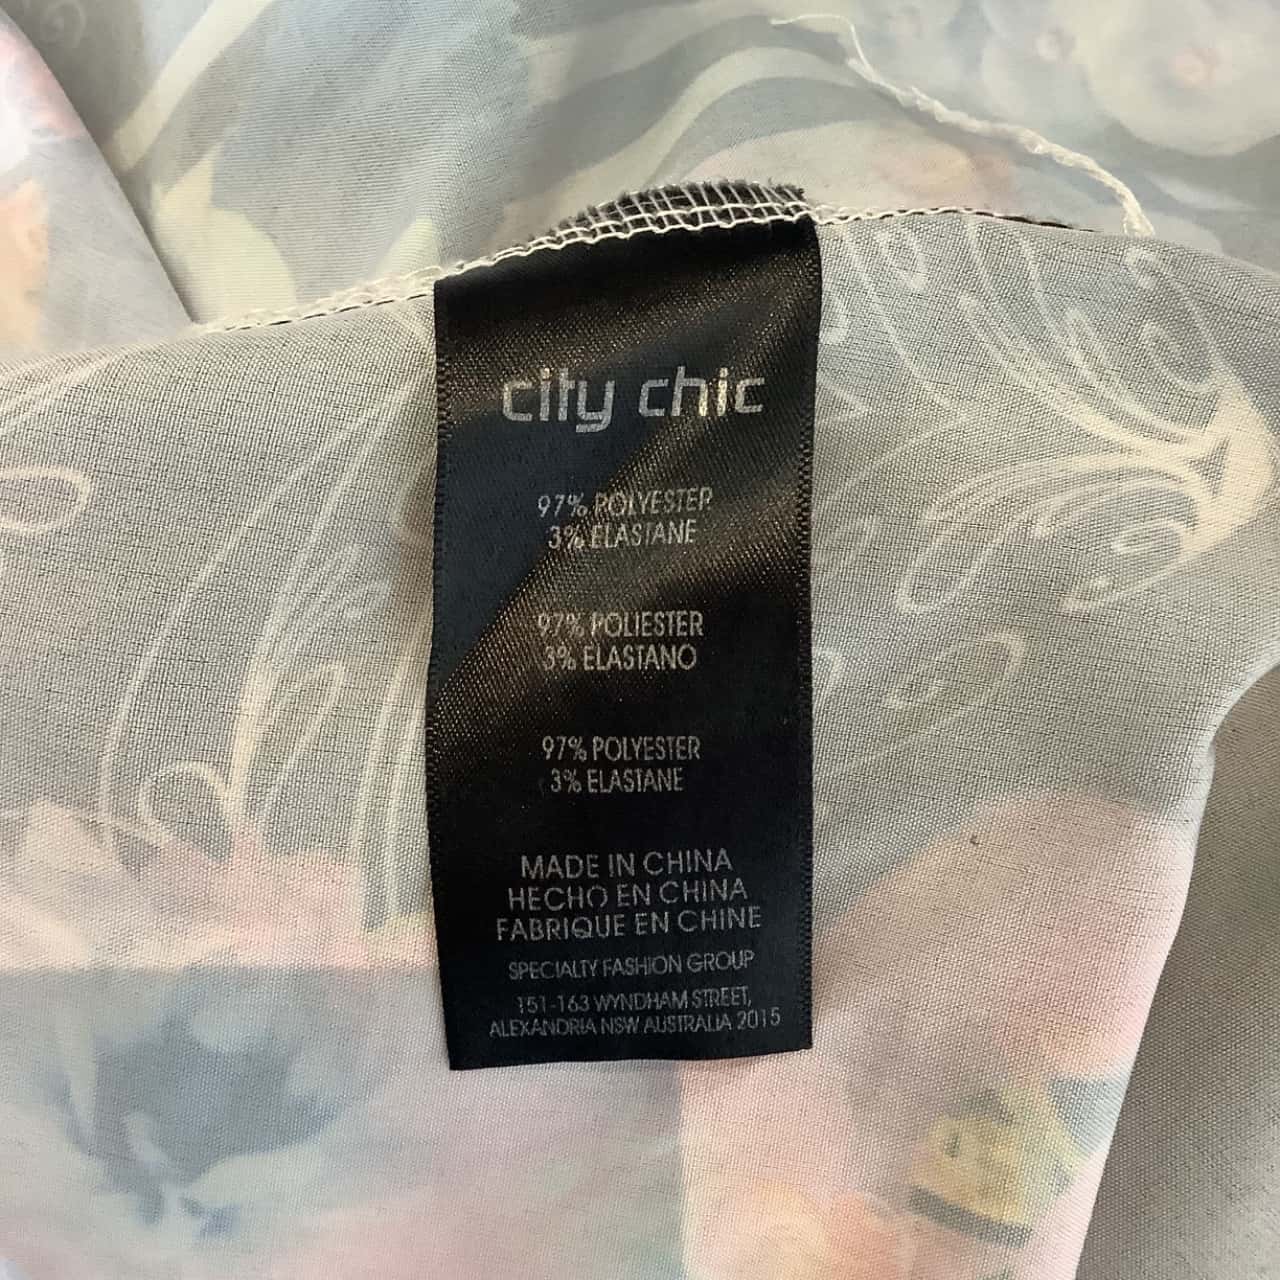 city chic
97% POLYESTER
3% ELASTANE
97% POLIESTER
3% ELASTANO
97% POLYESTER
3% ELASTANE
MADE IN CHINA
HECHO EN CHINA
FABRIQUE EN CHINE
SPECIALTY FASHION GROUP
151-163 WYNDHAM STREET,
ALEXANDRIA NSW AUSTRALIA 2015